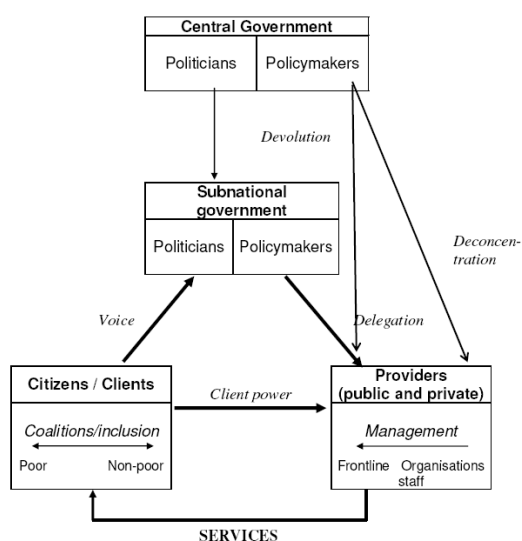 Central Government
Politicians
Policymakers
Devolution
Subnational
government
Politicians
Policymakers
Deconcen-
tration
Voice
Delegation
Citizens / Clients
Client power
Providers
(public and private)
Coalitions/inclusion
Poor
Non-poor
Management
Frontline
Organisations
staff
SERVICES